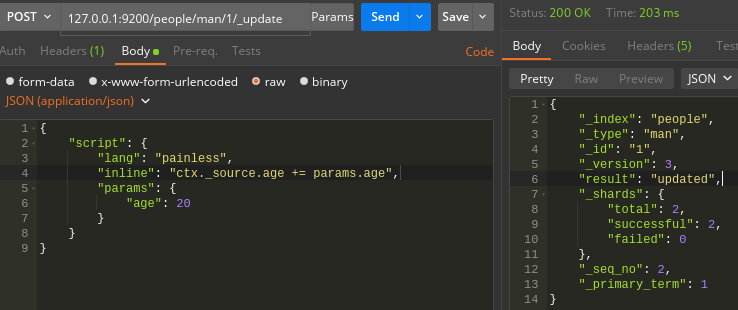 POST 127.0.0.1:9200/people/man/1/_update Params Send Save
Auth Headers (1) Body Pre-req. Tests Code
form-data x-www-form-urlencoded raw binary
JSON (application/json)
1 {
2 "script": {
3 "lang": "painless",
4 "inline": "ctx._source.age += params.age",
5 "params": {
6 "age": 20
7 }
8 }
9 }
Status: 200 OK Time: 203 ms
Body Cookies Headers (5) Test
Pretty Raw Preview JSON
1 {
2 "_index": "people",
3 "_type": "man",
4 "_id": "1",
5 "_version": 3,
6 "result": "updated",
7 "_shards": {
8 "total": 2,
9 "successful": 2,
10 "failed": 0
11 },
12 "_seq_no": 2,
13 "_primary_term": 1
14 }